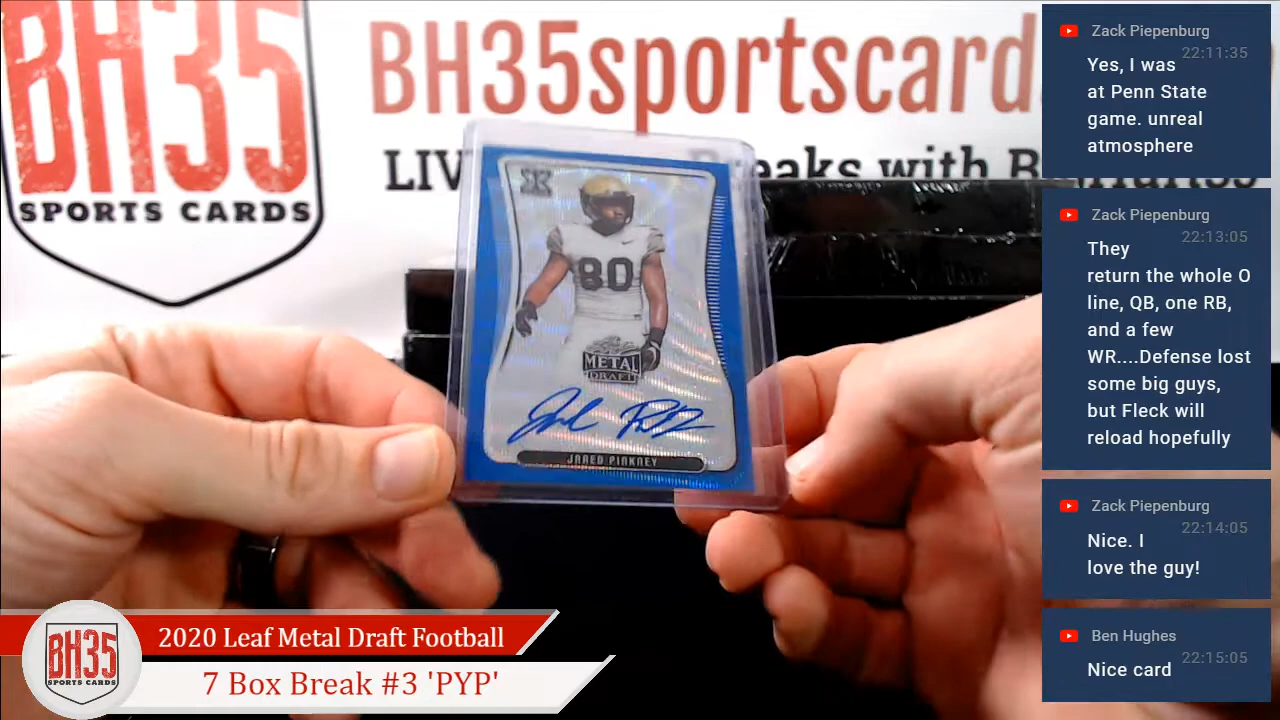 BH35
SPORTS CARDS
BH35sportscard
LIV
eaks with B
80
METAL
DRAFT
JARED PINKNEY
Zack Piepenburg
22:11:35
Yes, I was
at Penn State
game. unreal
atmosphere
Zack Piepenburg
22:13:05
They
return the whole O
line, QB, one RB,
and a few
WR....Defense lost
some big guys,
but Fleck will
reload hopefully
Zack Piepenburg
22:14:05
Nice. I
love the guy!
Ben Hughes
22:15:05
Nice card
BH35
SPORTS CARDS
2020 Leaf Metal Draft Football
7 Box Break #3 'PYP'